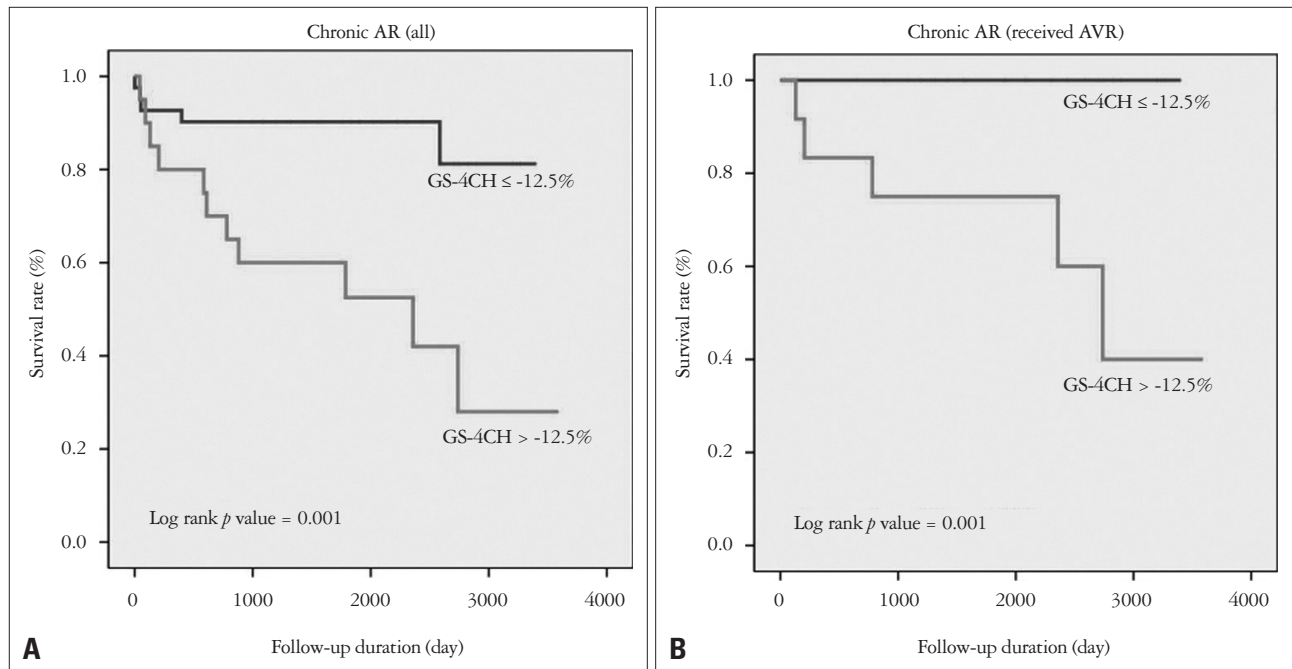 Chronic AR (all)
1.0
0.8
0.6
0.4
0.2
0.0
Survival rate (%)
GS-4CH ≤ -12.5%
GS-4CH > -12.5%
Log rank p value = 0.001
0 1000 2000 3000 4000
Follow-up duration (day)
A
Chronic AR (received AVR)
1.0
0.8
0.6
0.4
0.2
0.0
Survival rate (%)
GS-4CH ≤ -12.5%
GS-4CH > -12.5%
Log rank p value = 0.001
0 1000 2000 3000 4000
Follow-up duration (day)
B